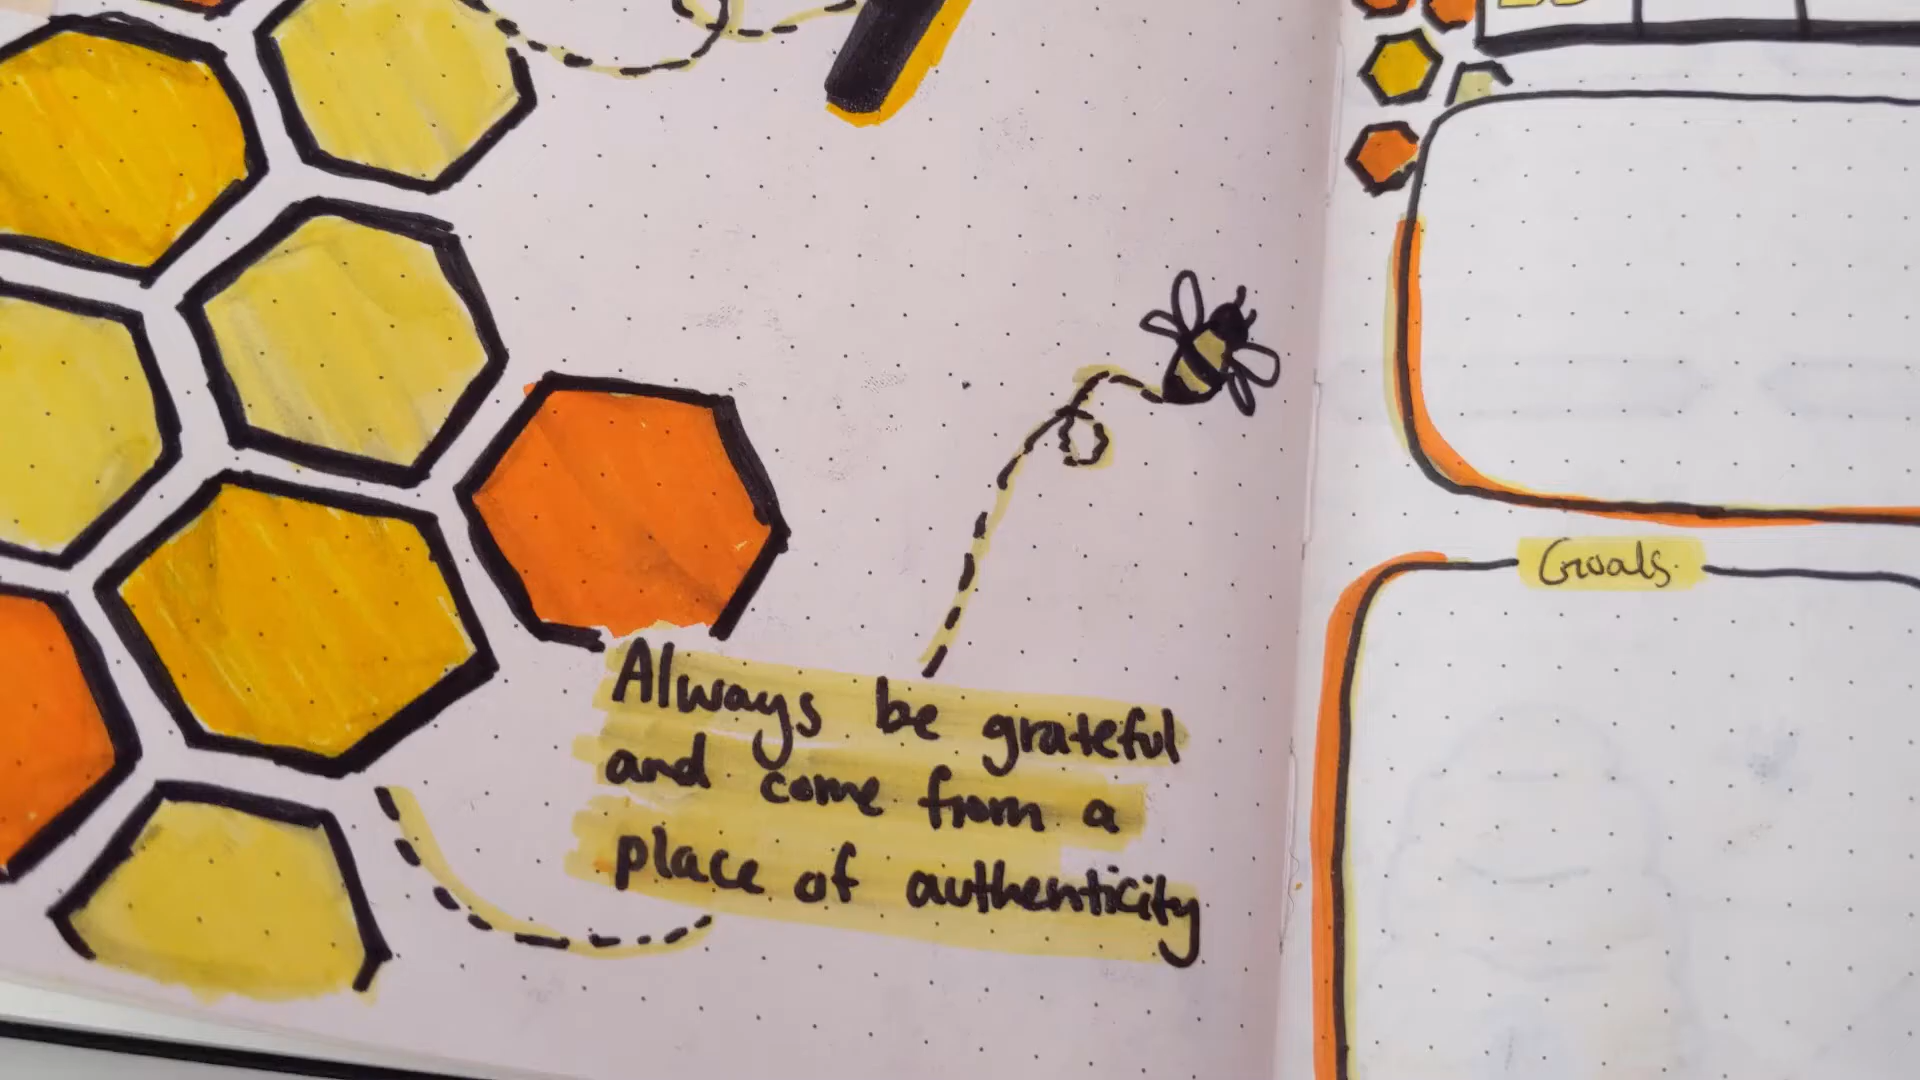 Always be grateful
and come from a
place of authenticity
Goals